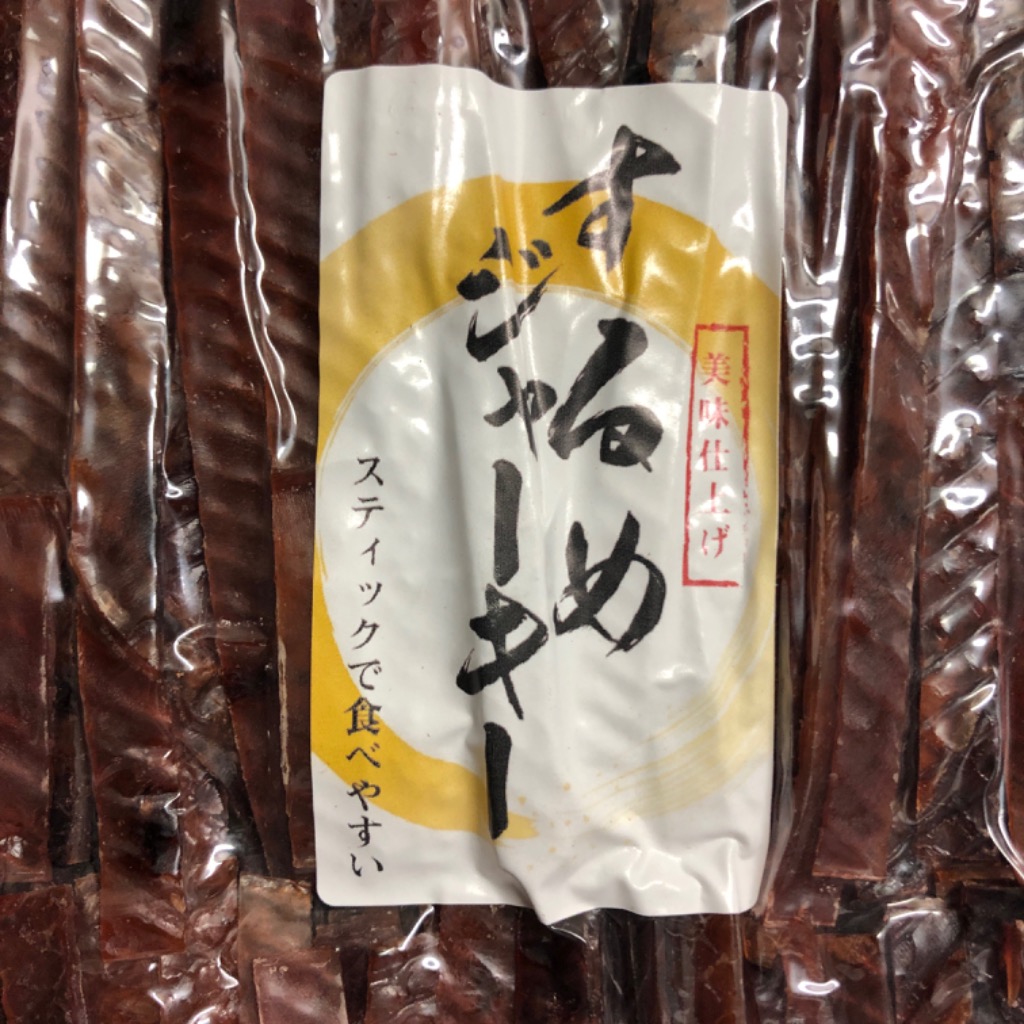 美味仕上げ
するめ
ジャーキー
スティックで食べやすい